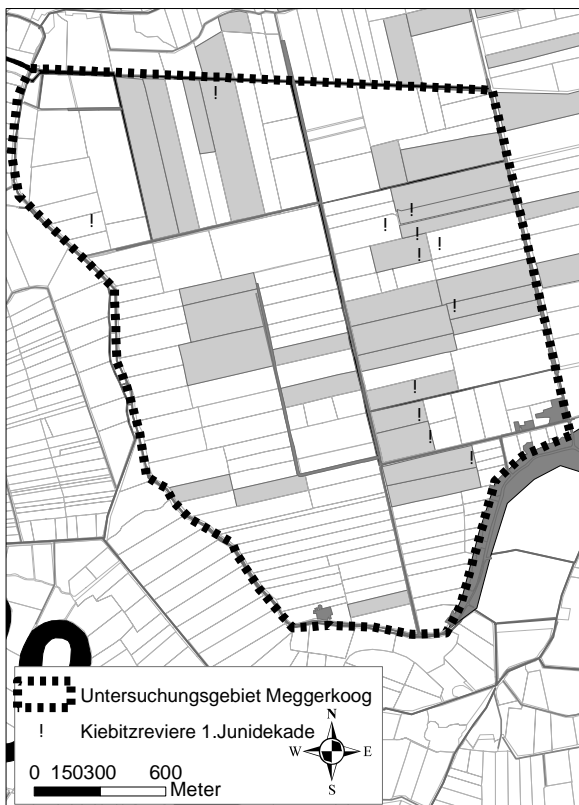 Untersuchungsgebiet Meggerkoog
! Kiebitzreviere 1.Junidekade
N
W E
S
0 150300 600
Meter